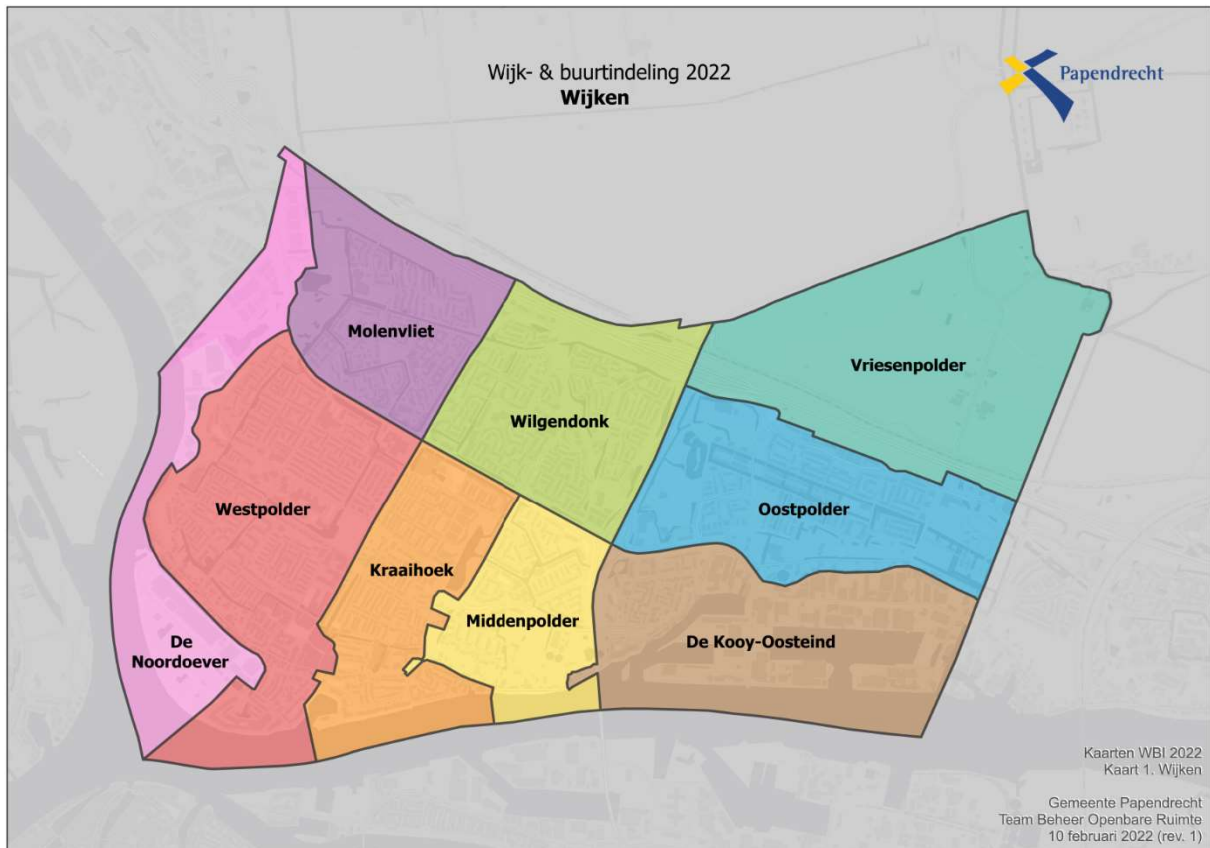 Wijk- & buurtindeling 2022
Wijken
Papendrecht
Molenvliet
Vriesenpolder
Wilgendonk
Westpolder
Oostpolder
Kraaihoek
Middenpolder
De
Noordoever
De Kooy-Oosteind
Kaarten WBI 2022
Kaart 1. Wijken
Gemeente Papendrecht
Team Beheer Openbare Ruimte
10 februari 2022 (rev. 1)